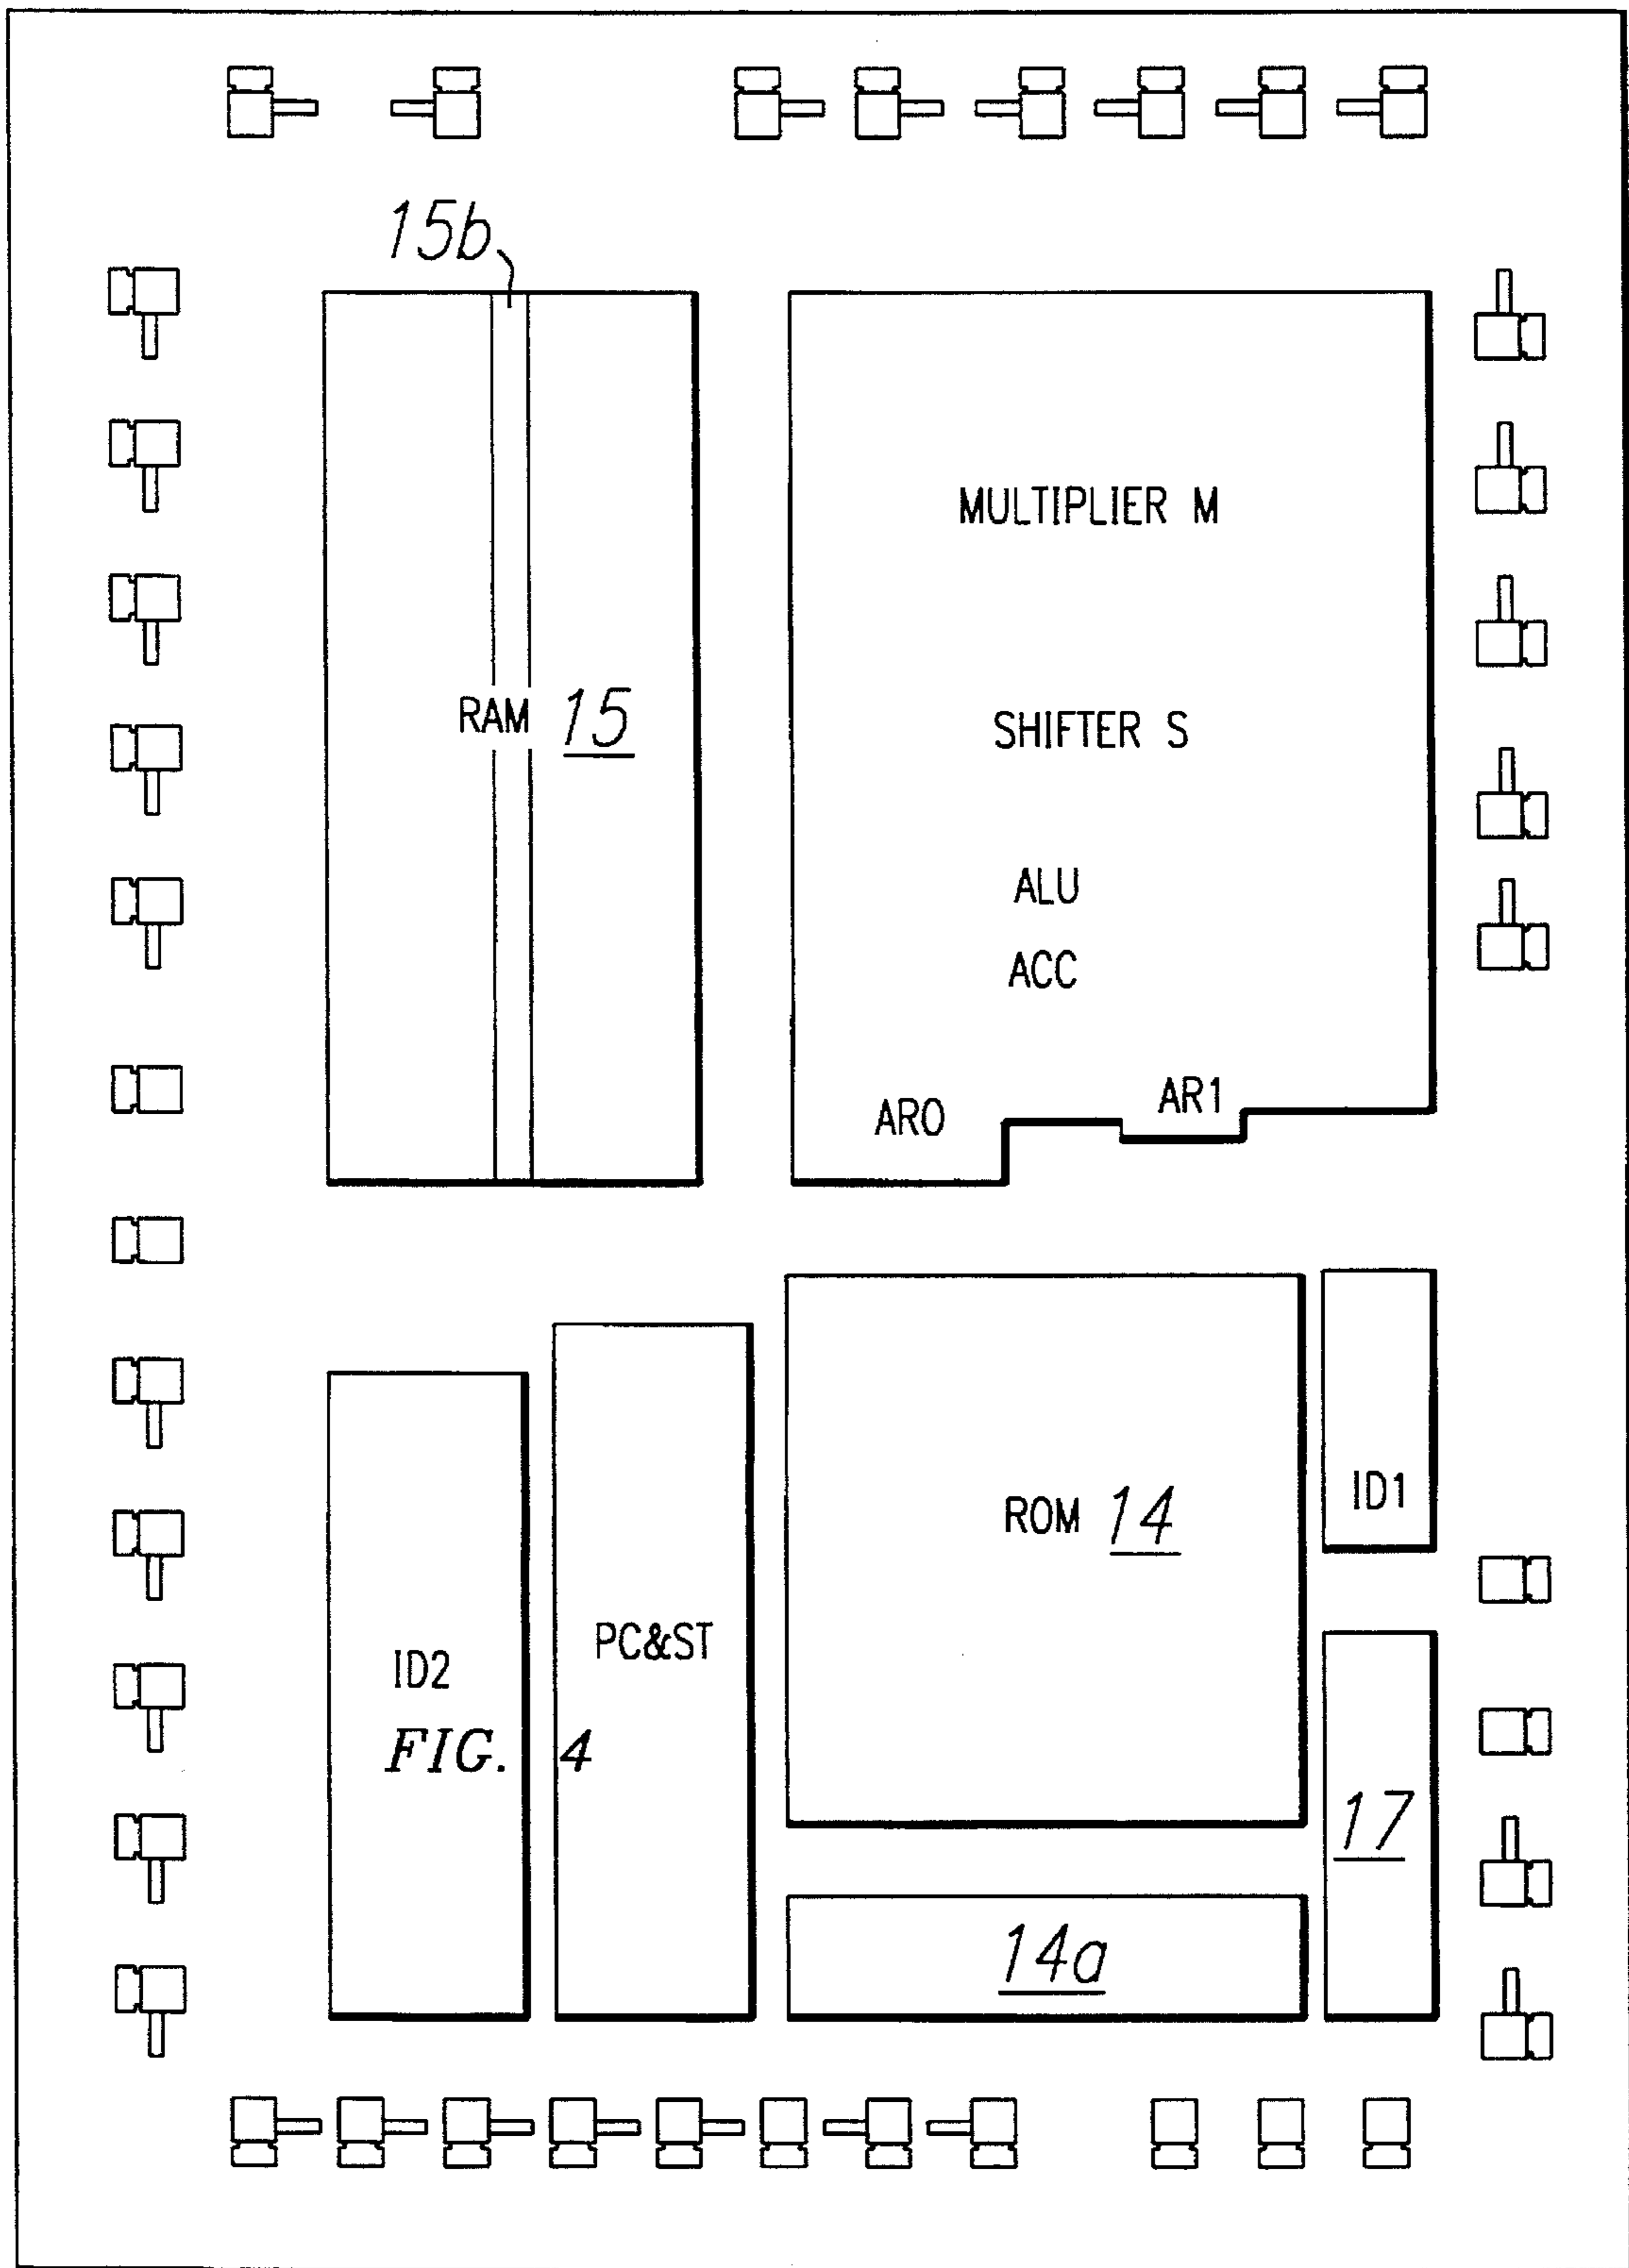 15b
MULTIPLIER M
RAM 15
SHIFTER S
ALU
ACC
AR0
AR1
ROM 14
ID1
PC&ST
ID2
FIG. 4
17
14a